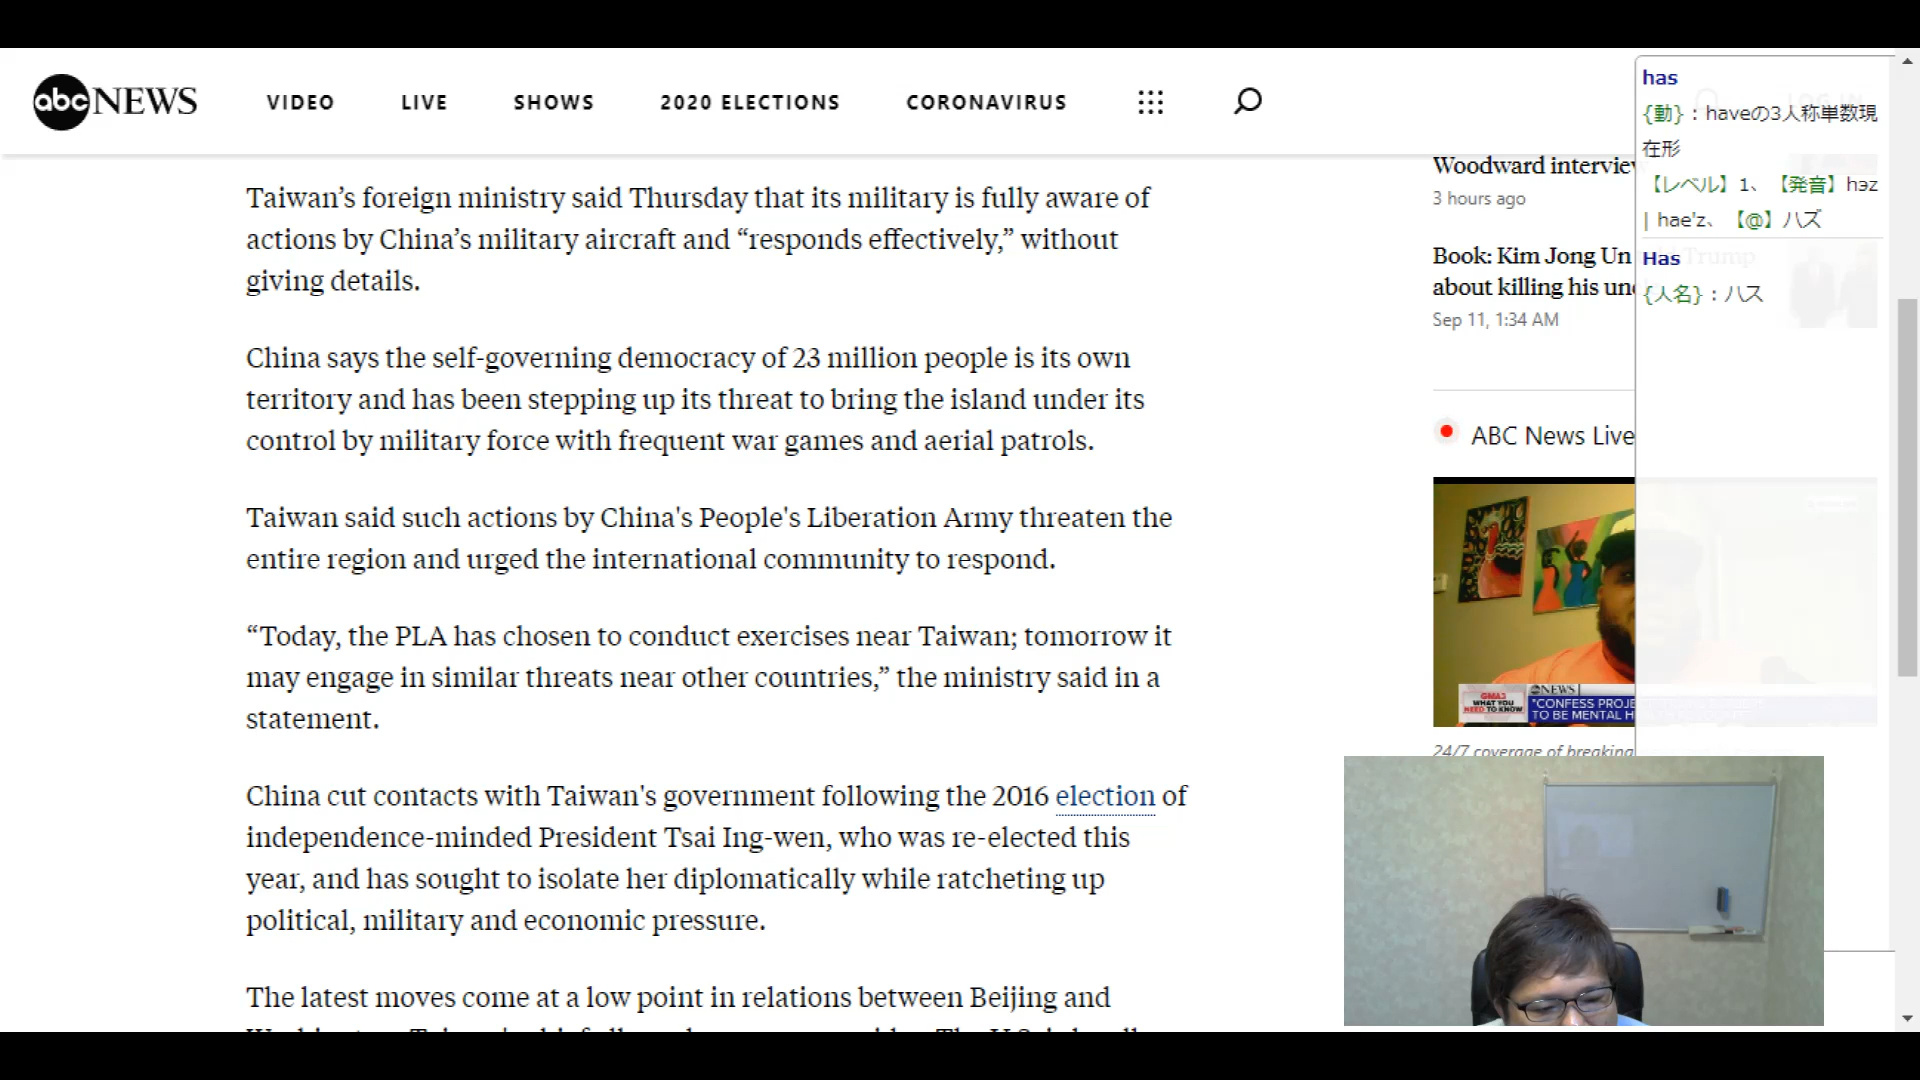 abc NEWS
VIDEO
LIVE
SHOWS
2020 ELECTIONS
CORONAVIRUS
Taiwan’s foreign ministry said Thursday that its military is fully aware of
actions by China’s military aircraft and “responds effectively,” without
giving details.
China says the self-governing democracy of 23 million people is its own
territory and has been stepping up its threat to bring the island under its
control by military force with frequent war games and aerial patrols.
Taiwan said such actions by China's People's Liberation Army threaten the
entire region and urged the international community to respond.
“Today, the PLA has chosen to conduct exercises near Taiwan; tomorrow it
may engage in similar threats near other countries,” the ministry said in a
statement.
China cut contacts with Taiwan's government following the 2016 election of
independence-minded President Tsai Ing-wen, who was re-elected this
year, and has sought to isolate her diplomatically while ratcheting up
political, military and economic pressure.
The latest moves come at a low point in relations between Beijing and
Woodward
3 hours ago
Book: Kim Jong Un Trump
about killing his
Sep 11, 1:34 AM
ABC News Live
NEWS
GMA3
WHAT YOU
NEED TO KNOW
"CONFESS
TO BE MENTAL
24/7 coverage of breaking
has
{動}：haveの3人称単数現
在形
【レベル】1、【発音】həz
| hae'z、【@】ハズ
Has
{人名}：ハス